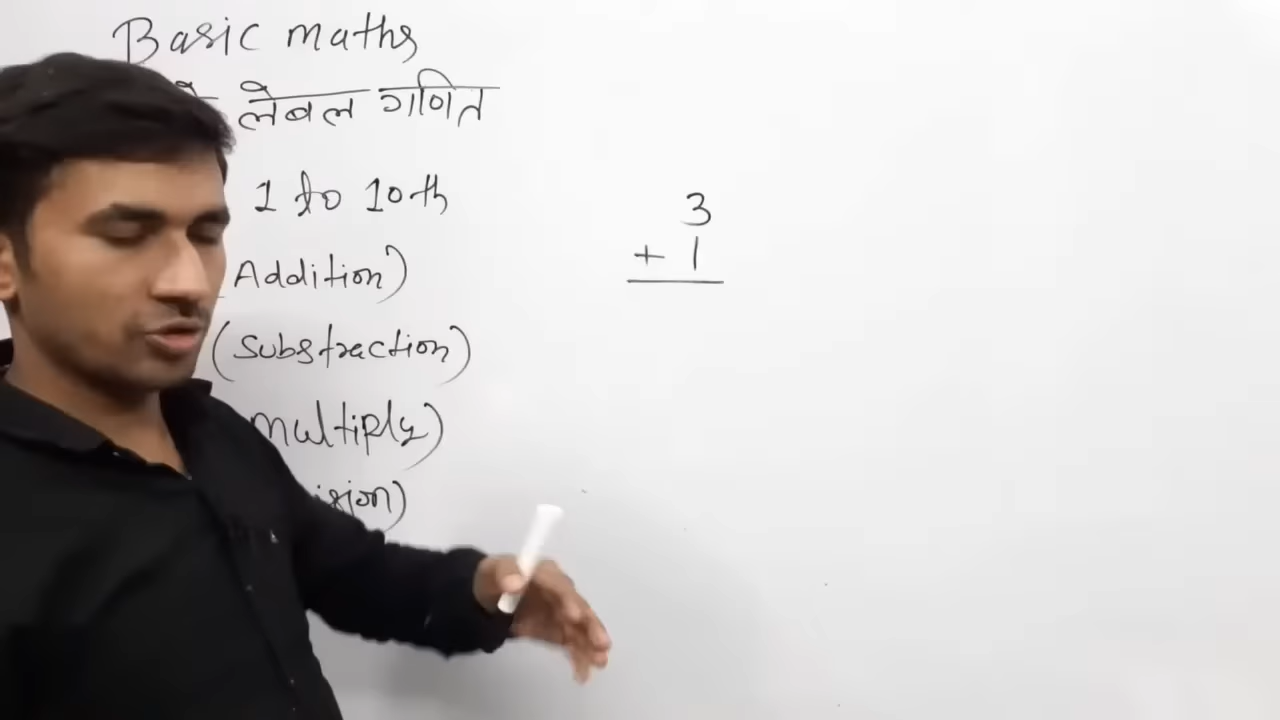 Basic maths
लेबल गणित
1 to 10th
Addition)
(Substraction)
multiply)
3
+ 1